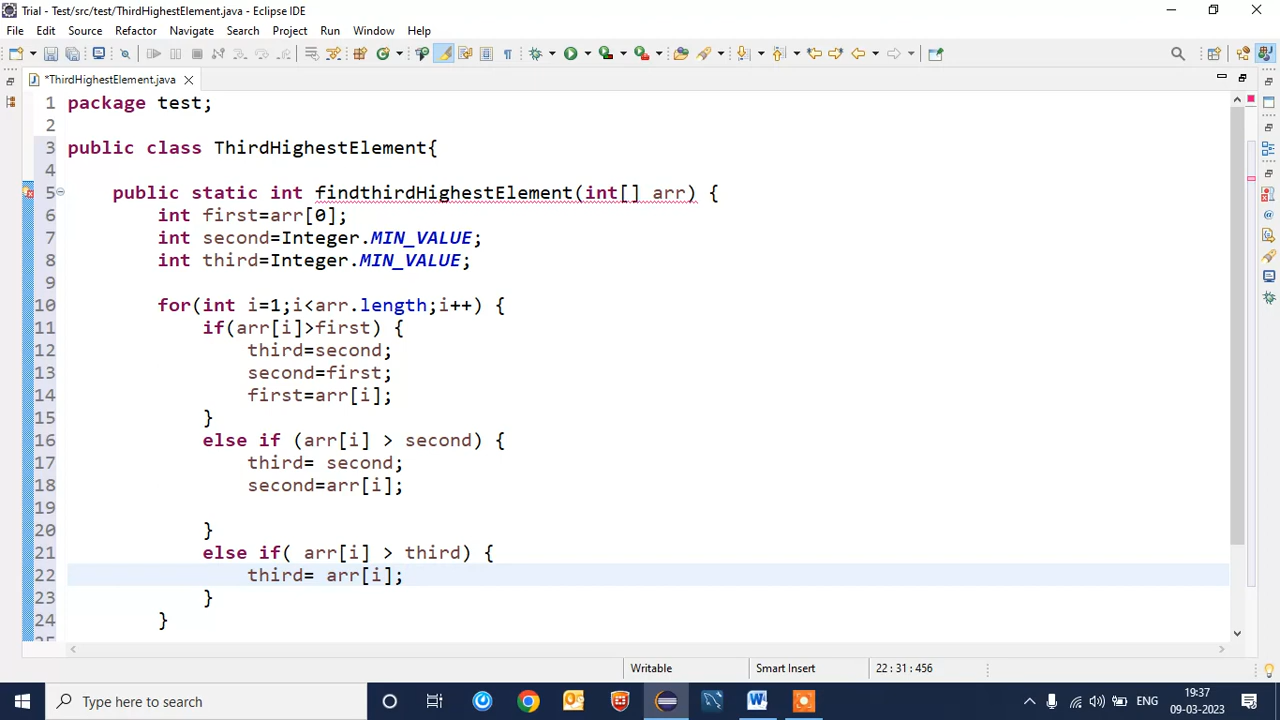 Trial - Test/src/test/ThirdHighestElement.java - Eclipse IDE
File Edit Source Refactor Navigate Search Project Run Window Help
*ThirdHighestElement.java
1 package test;
2
3 public class ThirdHighestElement{
4
5 public static int findthirdHighestElement(int[] arr) {
6 int first=arr[0];
7 int second=Integer.MIN_VALUE;
8 int third=Integer.MIN_VALUE;
9
10 for(int i=1;i<arr.length;i++) {
11 if(arr[i]>first) {
12 third=second;
13 second=first;
14 first=arr[i];
15 }
16 else if (arr[i] > second) {
17 third= second;
18 second=arr[i];
19
20 }
21 else if( arr[i] > third) {
22 third= arr[i];
23 }
24 }
25
Writable Smart Insert 22 : 31 : 456
Type here to search
ENG
19:37
09-03-2023